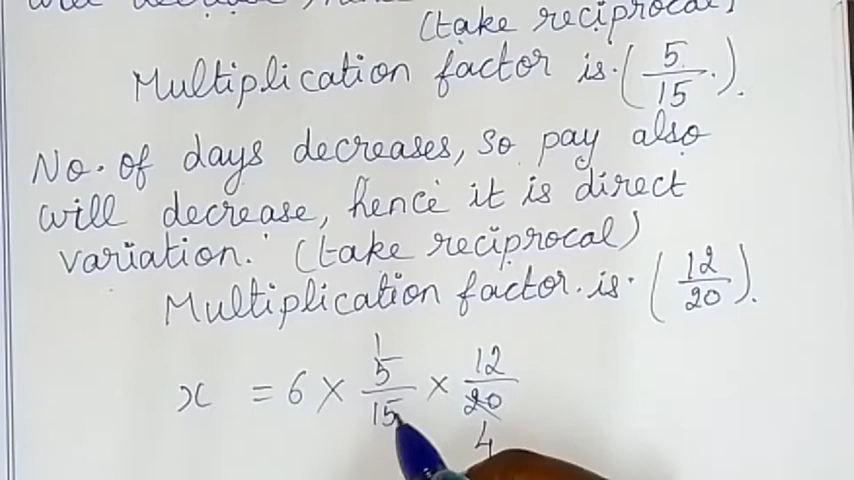 (take reciprocal)
Multiplication factor is (5/15).
No. of days decreases, so pay also
will decrease, hence it is direct
variation. (take reciprocal)
Multiplication factor is (12/20).
1
x = 6 × 5/15 × 12/20
4